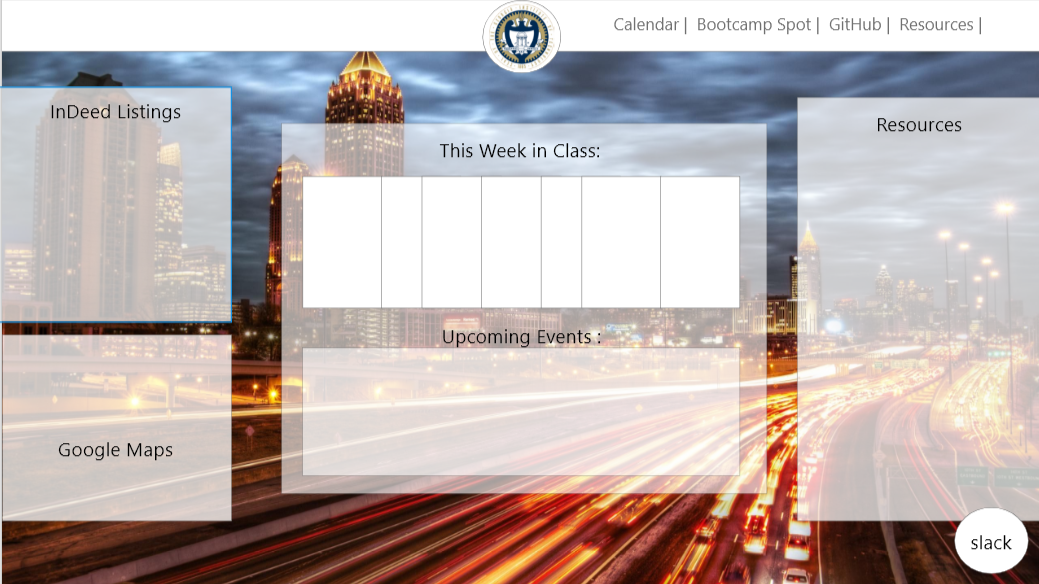 Calendar | Bootcamp Spot | GitHub | Resources |
InDeed Listings
This Week in Class:
Resources
Upcoming Events :
Google Maps
slack